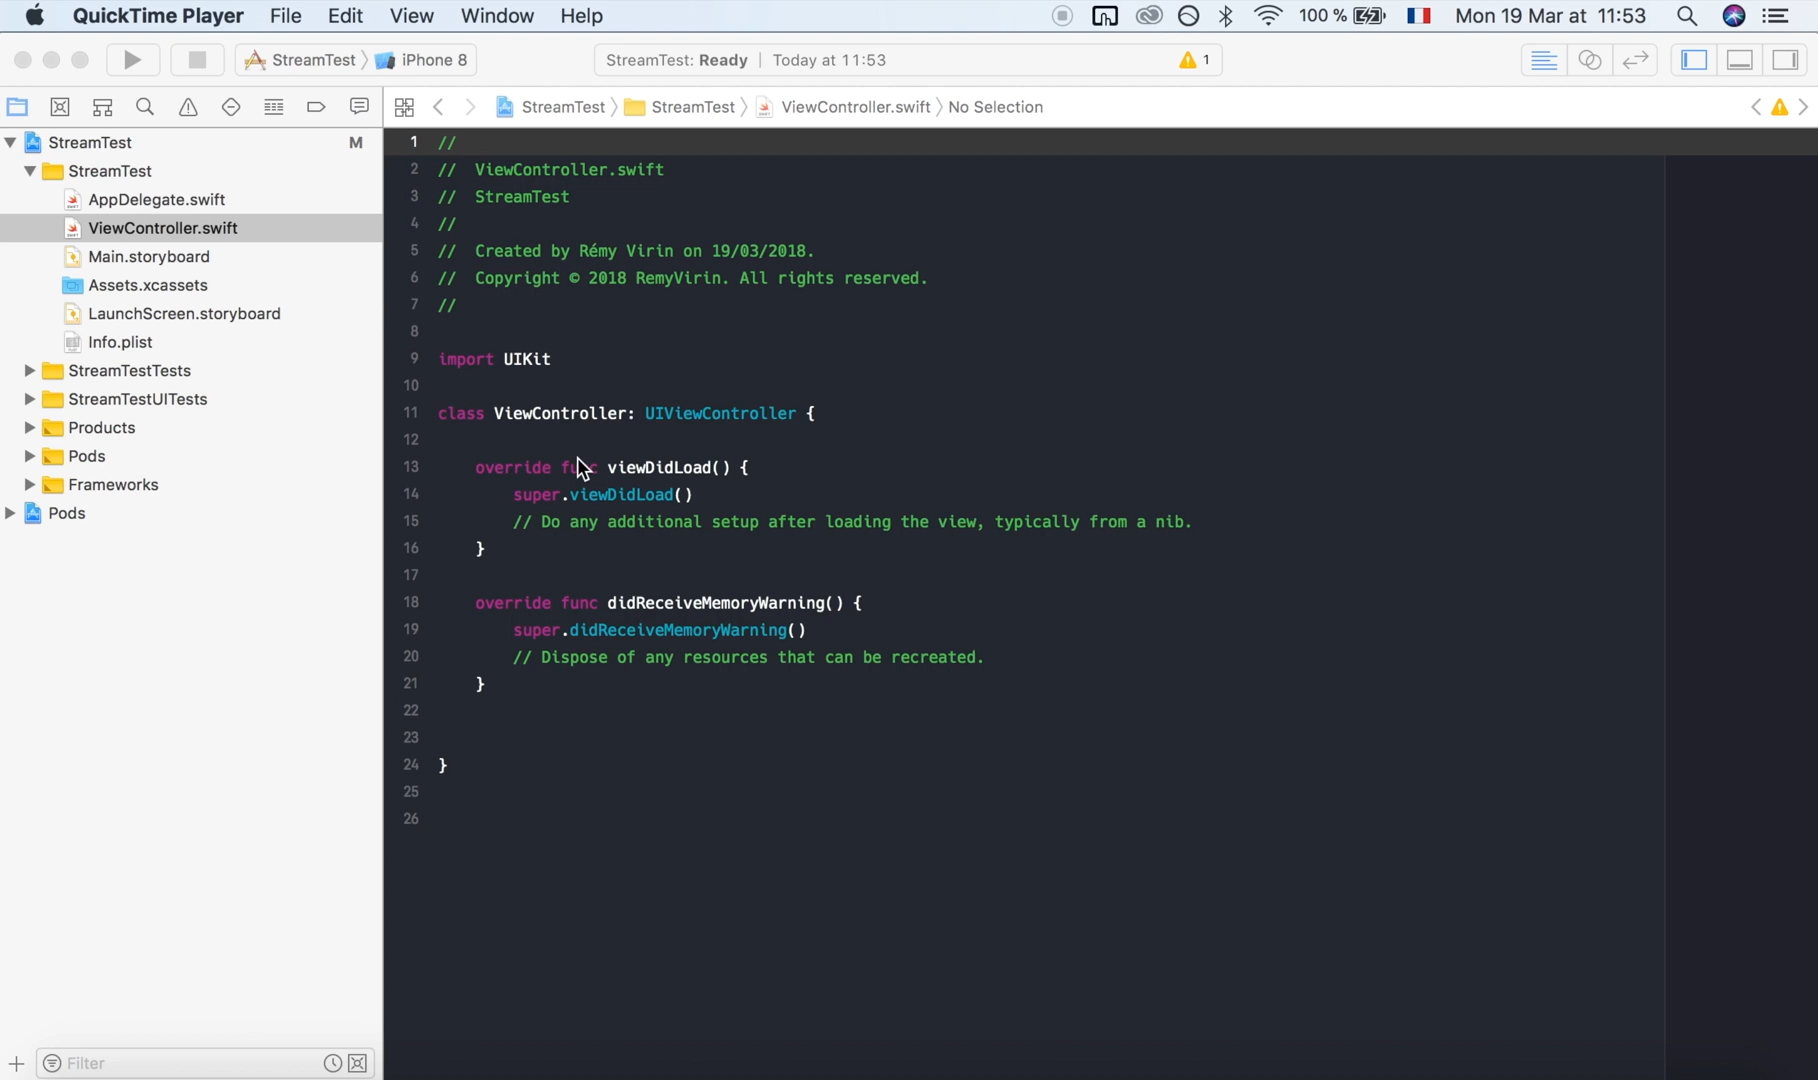 QuickTime Player File Edit View Window Help 100 % Mon 19 Mar at 11:53
StreamTest iPhone 8 StreamTest: Ready | Today at 11:53 1
StreamTest StreamTest ViewController.swift No Selection
StreamTest M
StreamTest
AppDelegate.swift
ViewController.swift
Main.storyboard
Assets.xcassets
LaunchScreen.storyboard
Info.plist
StreamTestTests
StreamTestUITests
Products
Pods
Frameworks
Pods
Filter
1 //
2 // ViewController.swift
3 // StreamTest
4 //
5 // Created by Rémy Virin on 19/03/2018.
6 // Copyright © 2018 RemyVirin. All rights reserved.
7 //
8
9 import UIKit
10
11 class ViewController: UIViewController {
12
13 override func viewDidLoad() {
14 super.viewDidLoad()
15 // Do any additional setup after loading the view, typically from a nib.
16 }
17
18 override func didReceiveMemoryWarning() {
19 super.didReceiveMemoryWarning()
20 // Dispose of any resources that can be recreated.
21 }
22
23
24 }
25
26